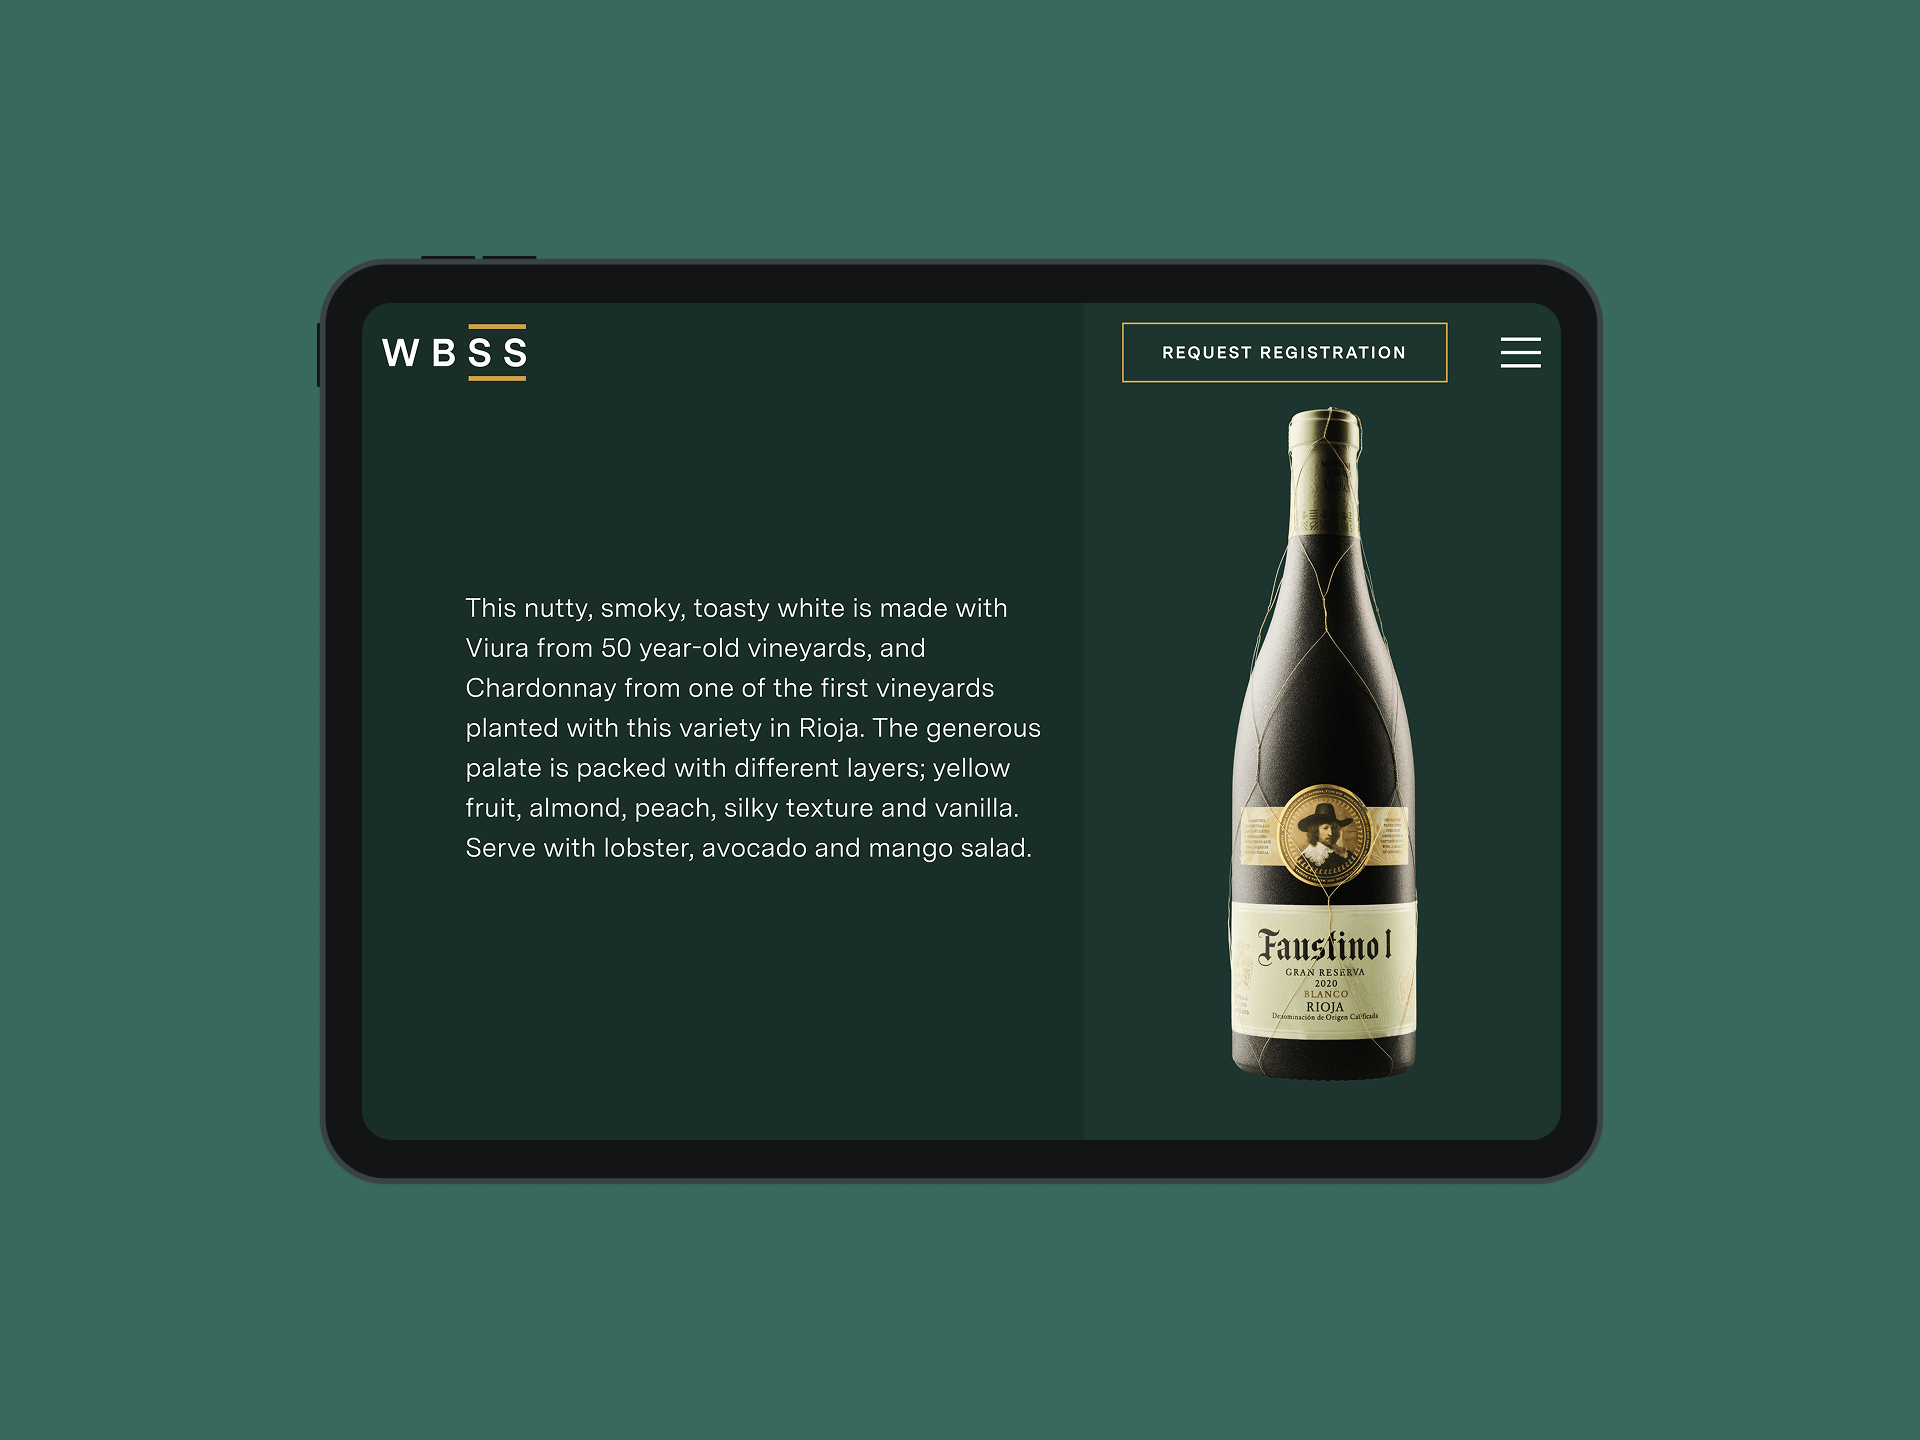 WBSS
REQUEST REGISTRATION
This nutty, smoky, toasty white is made with
Viura from 50 year-old vineyards, and
Chardonnay from one of the first vineyards
planted with this variety in Rioja. The generous
palate is packed with different layers; yellow
fruit, almond, peach, silky texture and vanilla.
Serve with lobster, avocado and mango salad.
Faustino I
GRAN RESERVA
2020
BLANCO
RIOJA
Denominación de Origen Calificada